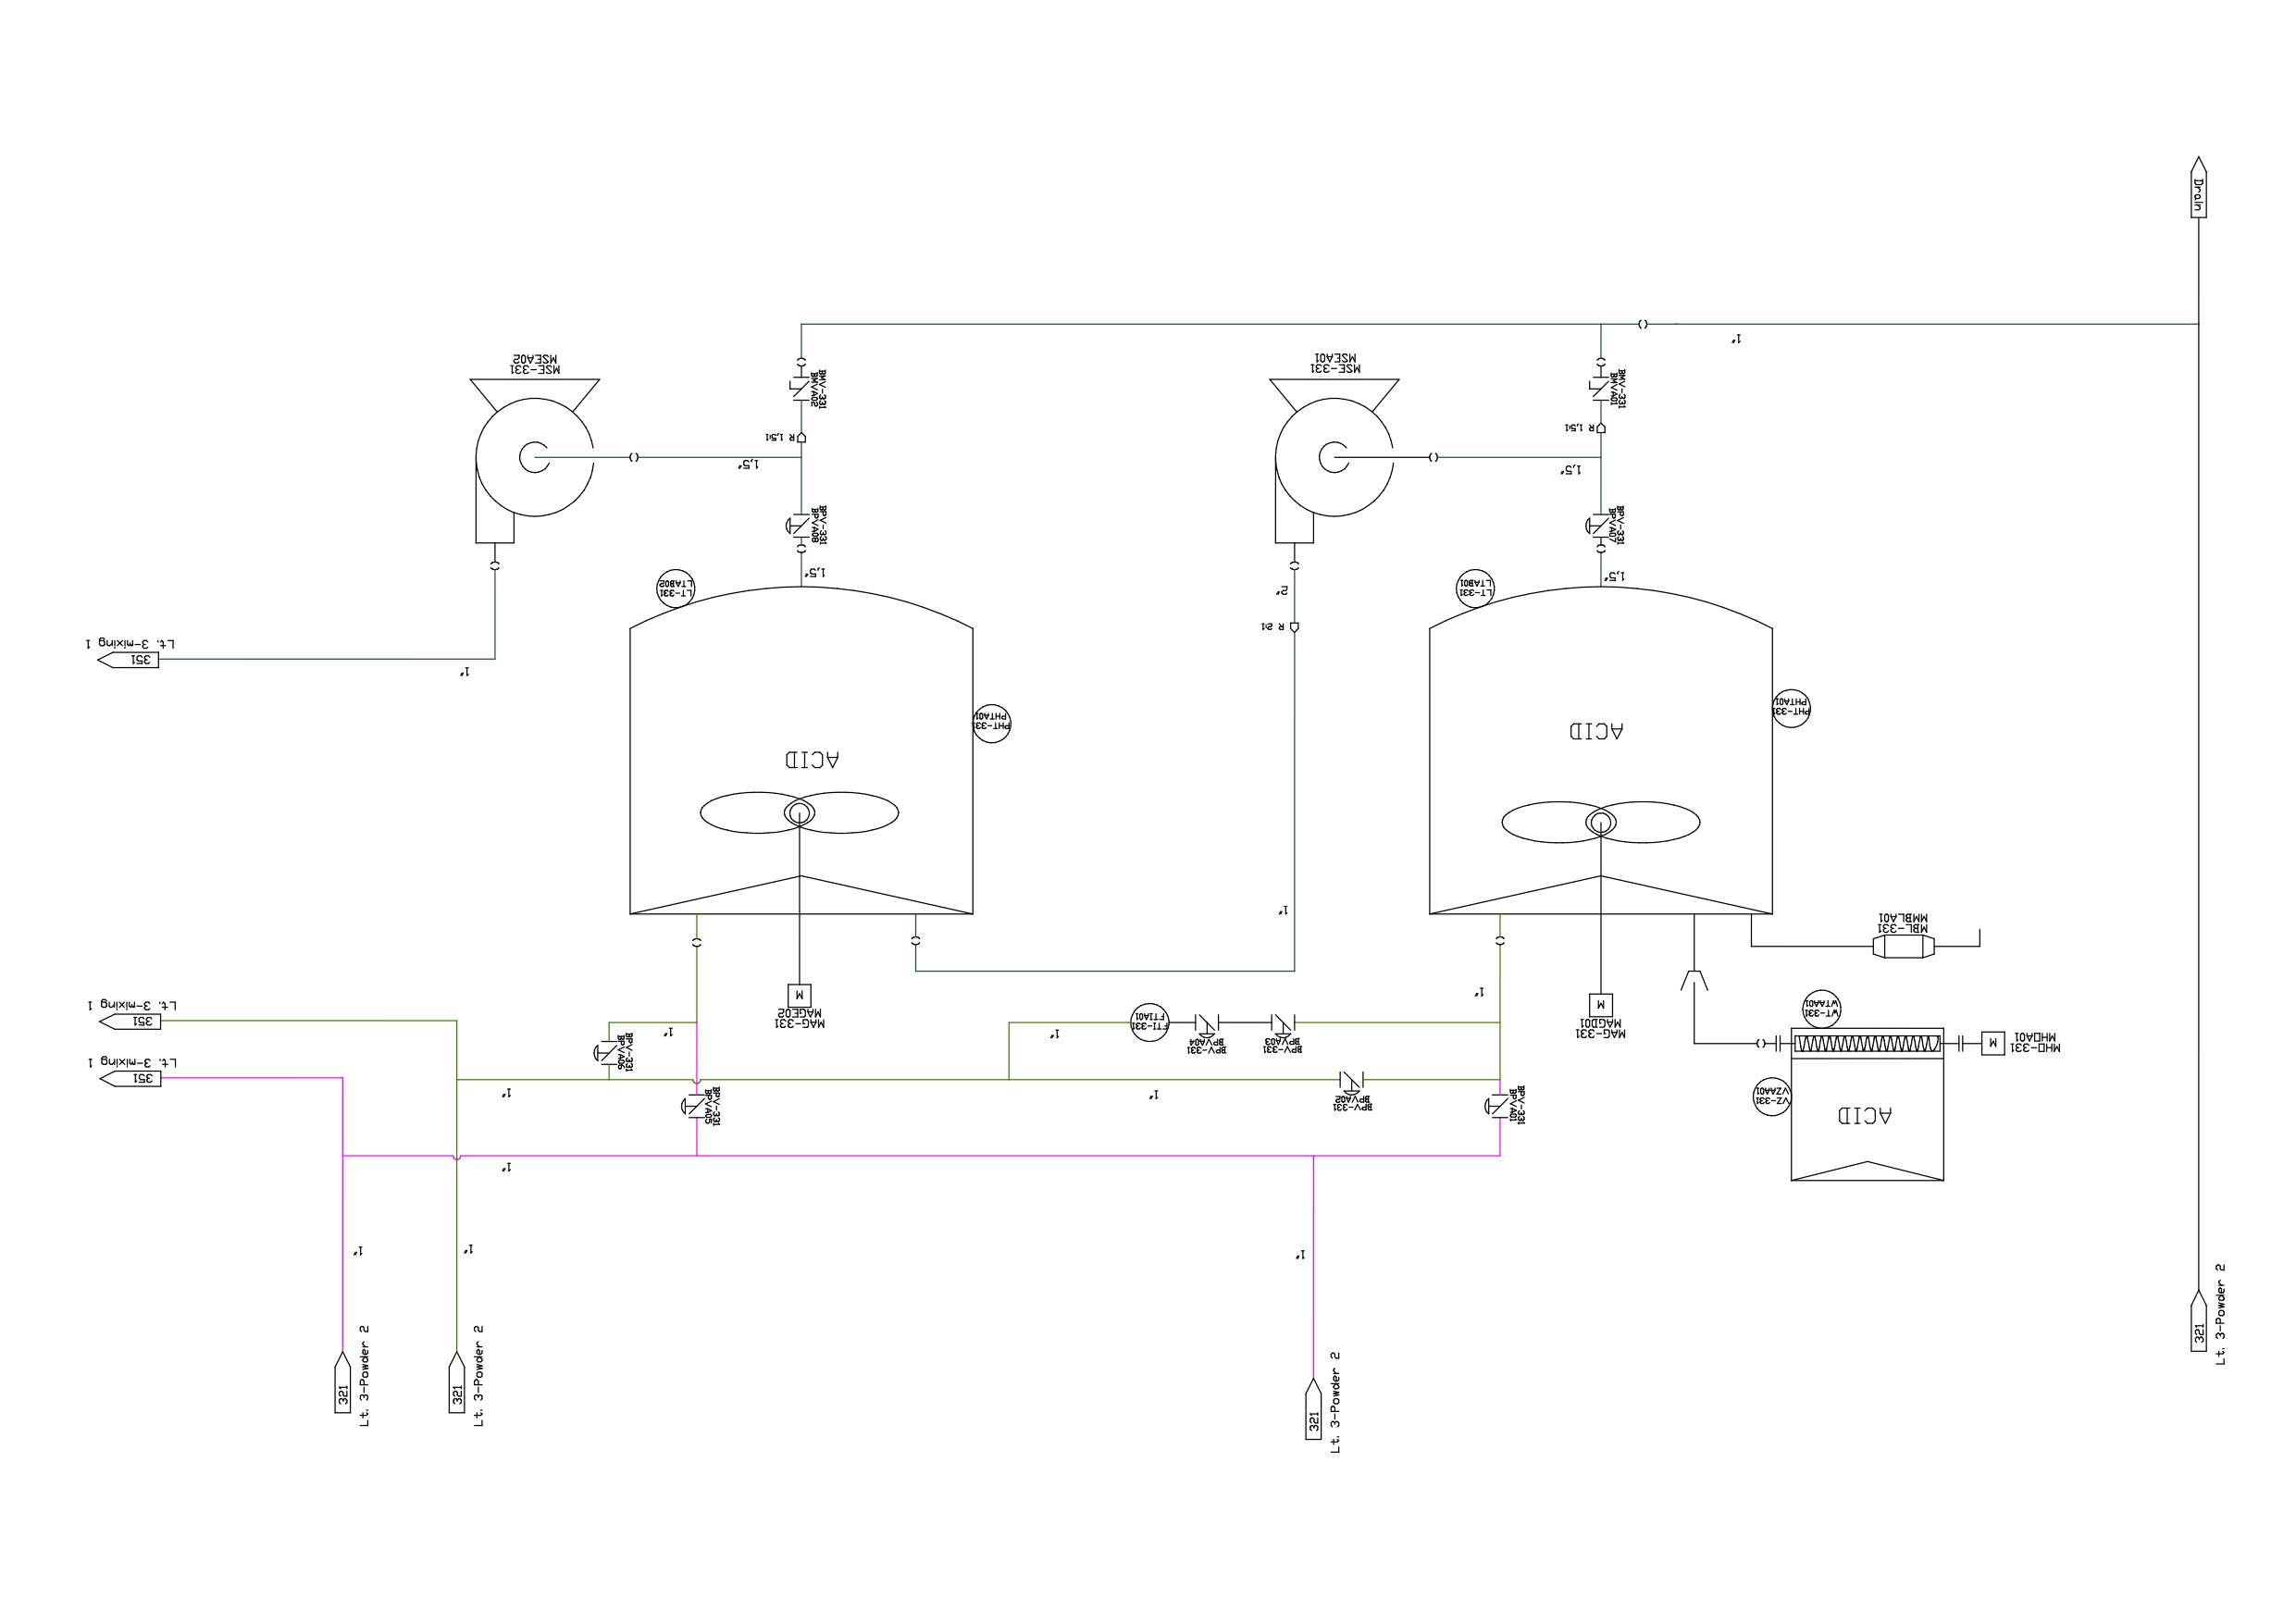 Drain
1"
MSE-331
MSEA02
MSE-331
MSEA01
BMV-331
BMVA02
BMV-331
BMVA01
R 1,5:1
R 1,5:1
1,5"
1,5"
BPV-331
BPVA08
BPV-331
BPVA07
1,5"
1,5"
LT-331
LTAB02
LT-331
LTAB01
2"
R 2:1
Lt. 3-mixing 1
351
1"
PHT-331
PHTA01
PHT-331
PHTA01
ACID
ACID
1"
MBL-331
MMBLA01
M
MAG-331
MAGE02
M
MAG-331
MAGD01
1"
Lt. 3-mixing 1
351
1"
1"
FTI-331
FTIA01
BPV-331
BPVA04
BPV-331
BPVA03
WT-331
WTAA01
M
MHO-331
MHOA01
BPV-331
BPVA06
Lt. 3-mixing 1
351
1"
1"
BPV-331
BPVA02
BPV-331
BPVA05
BPV-331
BPVA01
VZ-331
VZAA01
ACID
1"
1"
1"
1"
321
Lt. 3-Powder 2
321
Lt. 3-Powder 2
321
Lt. 3-Powder 2
321
Lt. 3-Powder 2